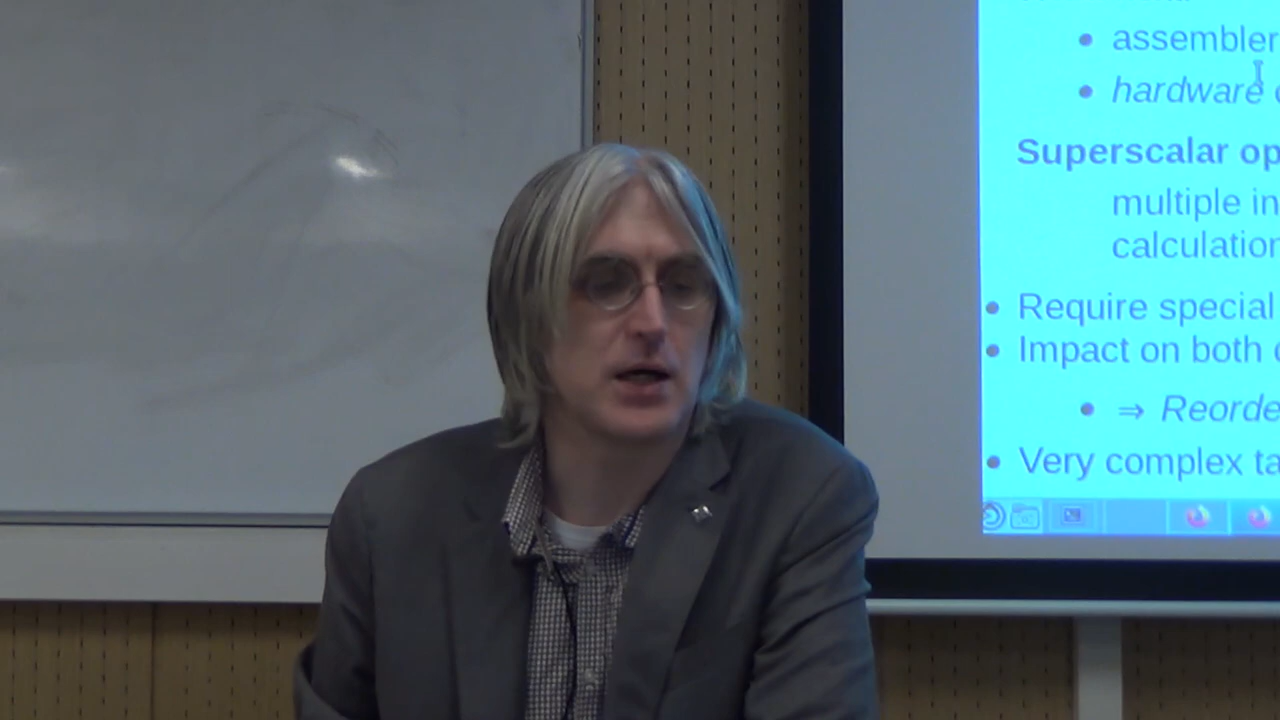 assembler
hardware
Superscalar op
multiple in
calculation
Require special
Impact on both
⇒ Reorde
Very complex ta